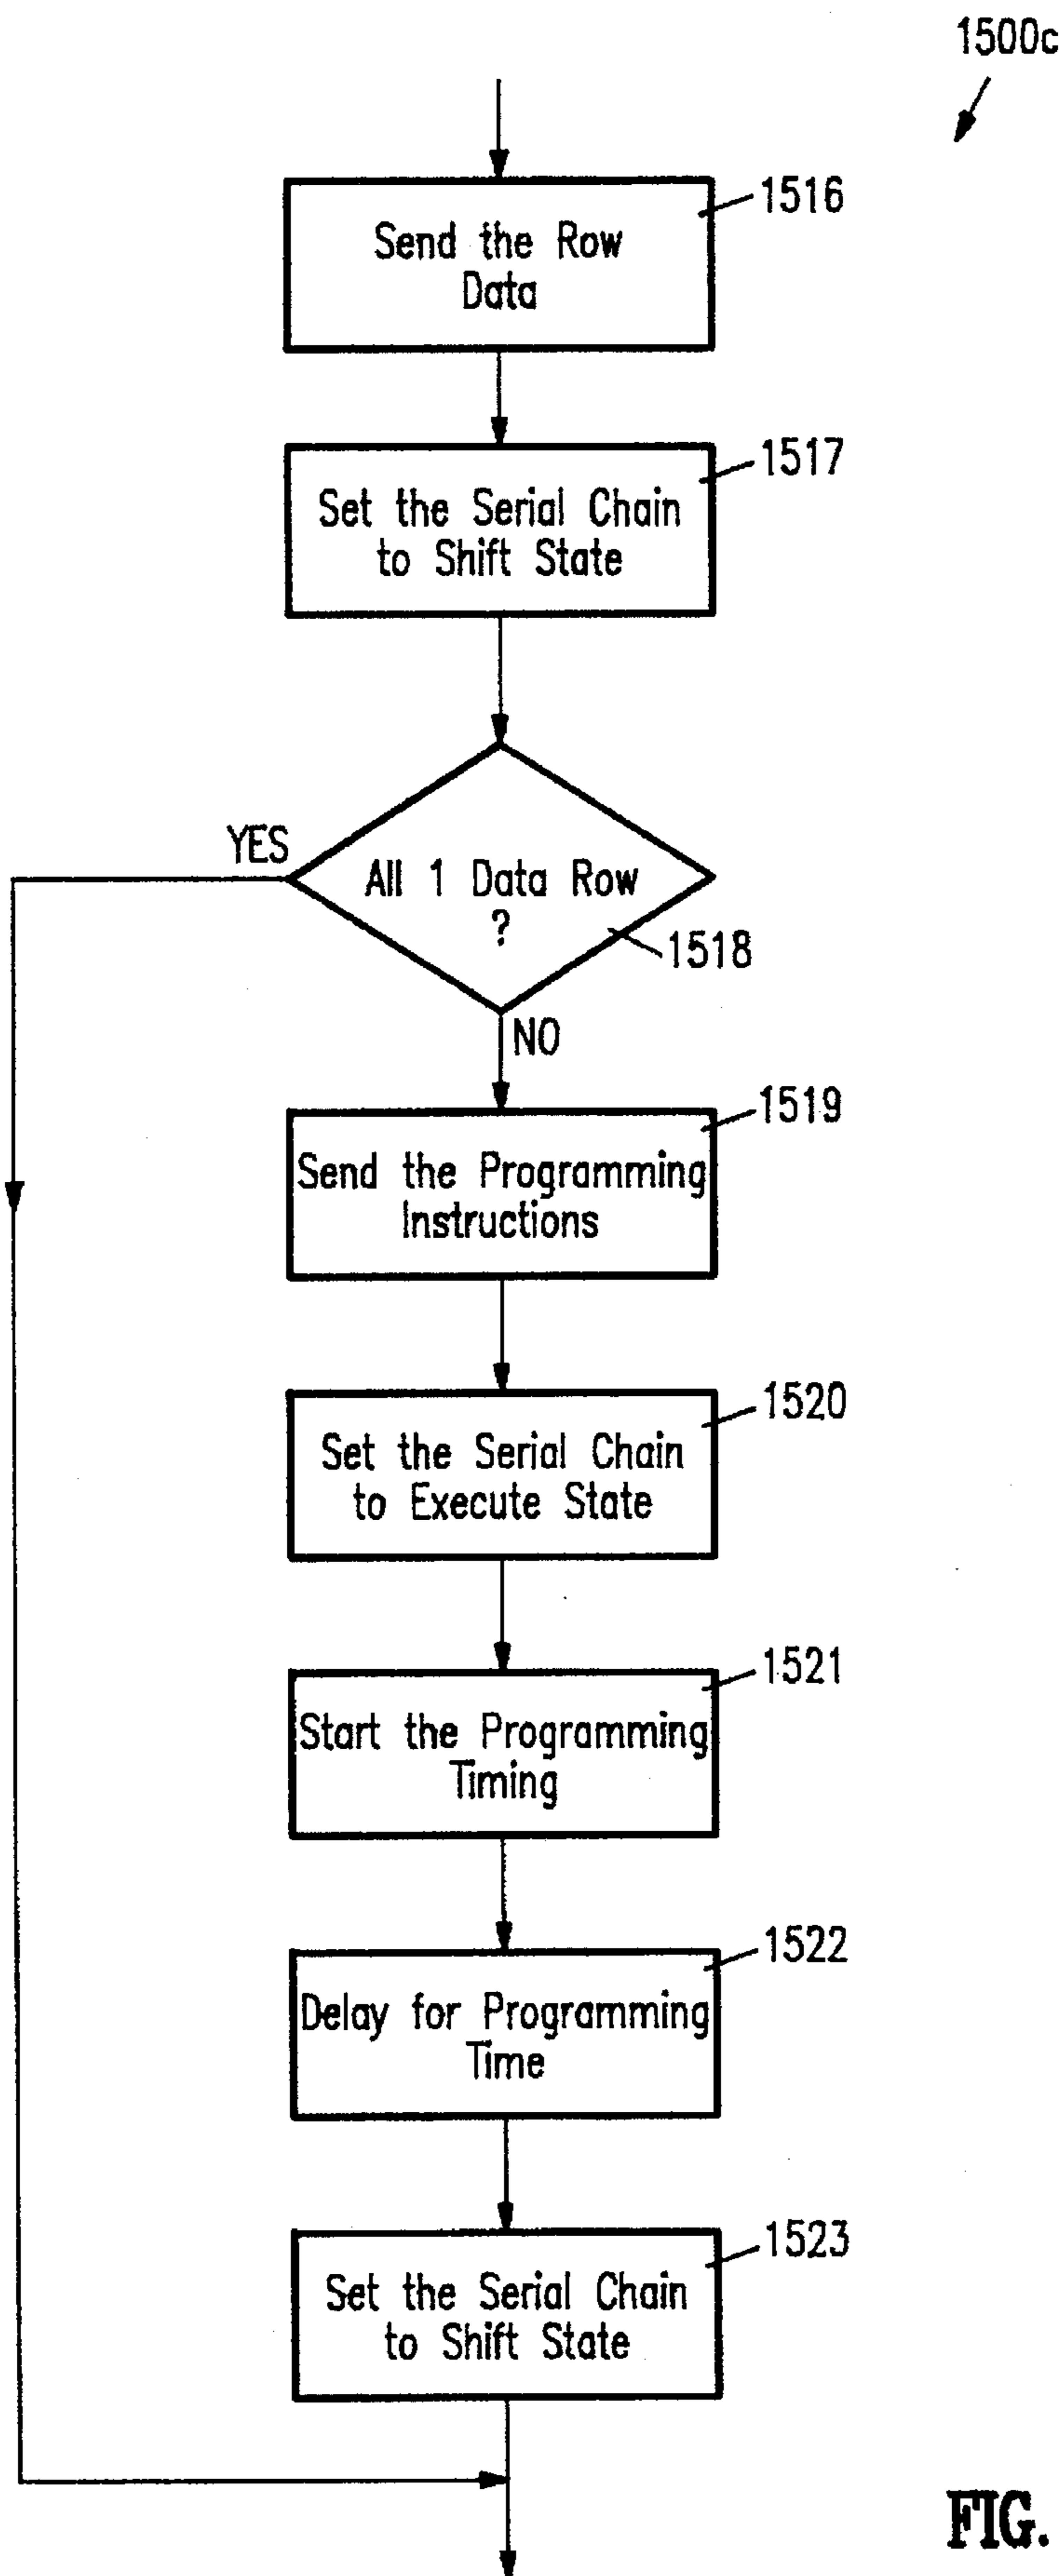 1500c
1516
Send the Row
Data
1517
Set the Serial Chain
to Shift State
YES
All 1 Data Row
?
1518
NO
1519
Send the Programming
Instructions
1520
Set the Serial Chain
to Execute State
1521
Start the Programming
Timing
1522
Delay for Programming
Time
1523
Set the Serial Chain
to Shift State
FIG.